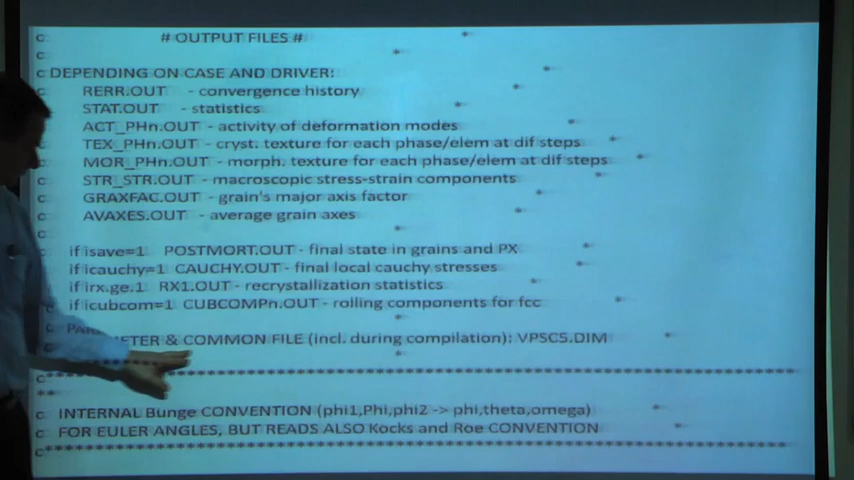 c # OUTPUT FILES # *
c *
c DEPENDING ON CASE AND DRIVER: *
c RERR.OUT - convergence history *
c STAT.OUT - statistics *
c ACT_PHn.OUT - activity of deformation modes *
c TEX_PHn.OUT - cryst. texture for each phase/elem at dif steps *
c MOR_PHn.OUT - morph. texture for each phase/elem at dif steps *
c STR_STR.OUT - macroscopic stress-strain components *
c GRAXFAC.OUT - grain's major axis factor *
c AVAXES.OUT - average grain axes *
c *
c if isave=1 POSTMORT.OUT - final state in grains and PX *
c if icauchy=1 CAUCHY.OUT - final local cauchy stresses *
c if irx.ge.1 RX1.OUT - recrystallization statistics *
c if icubcom=1 CUBCOMPn.OUT - rolling components for fcc *
c *
c & COMMON FILE (incl. during compilation): VPSC5.DIM *
*
c***********************************************************************
**
c INTERNAL Bunge CONVENTION (phi1,Phi,phi2 -> phi,theta,omega) *
c FOR EULER ANGLES, BUT READS ALSO Kocks and Roe CONVENTION *
c***********************************************************************